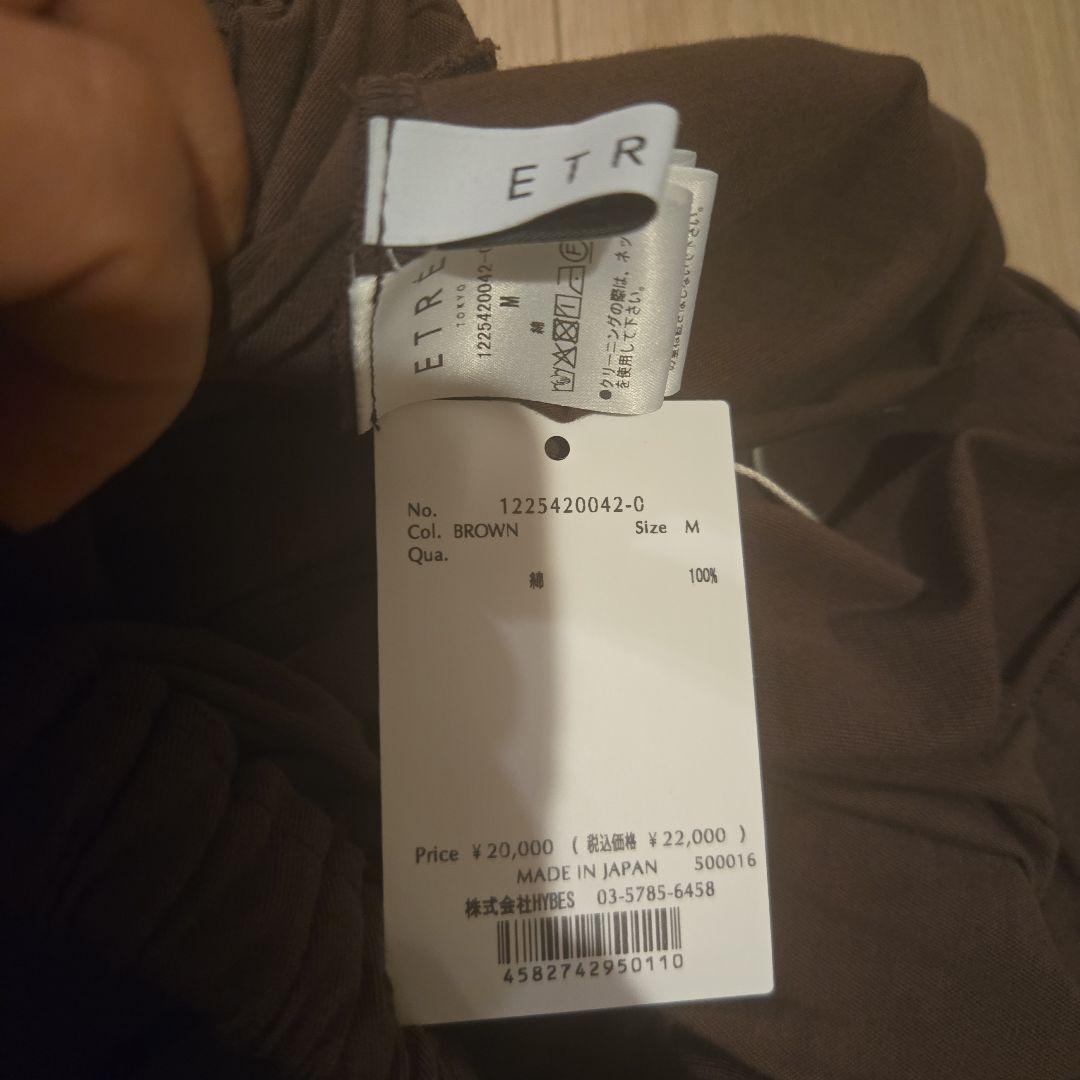 ETR
ETRE
TOKYO
1225420042-0
M
綿
●クリーニングの際は、ネッ
を使用して下さい。
No. 1225420042-0
Col. BROWN Size M
Qua.
綿 100%
Price ¥20,000 (税込価格 ¥22,000)
MADE IN JAPAN 500016
株式会社HYBES 03-5785-6458
4582742950110